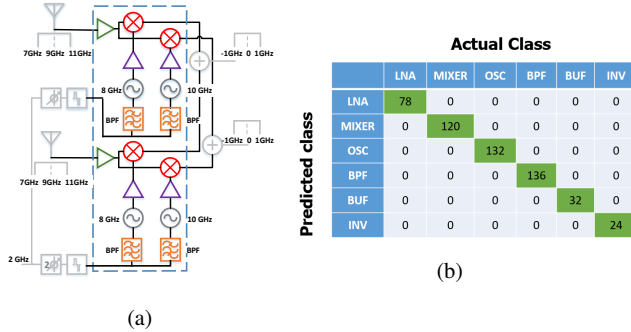 7GHz 9GHz 11GHz
-1GHz 0 1GHz
8 GHz
10 GHz
BPF
BPF
-1GHz 0 1GHz
7GHz 9GHz 11GHz
8 GHz
10 GHz
BPF
BPF
2 GHz
2
(a)
Actual Class
Predicted class
LNA MIXER OSC BPF BUF INV
LNA 78 0 0 0 0 0
MIXER 0 120 0 0 0 0
OSC 0 0 132 0 0 0
BPF 0 0 0 136 0 0
BUF 0 0 0 0 32 0
INV 0 0 0 0 0 24
(b)